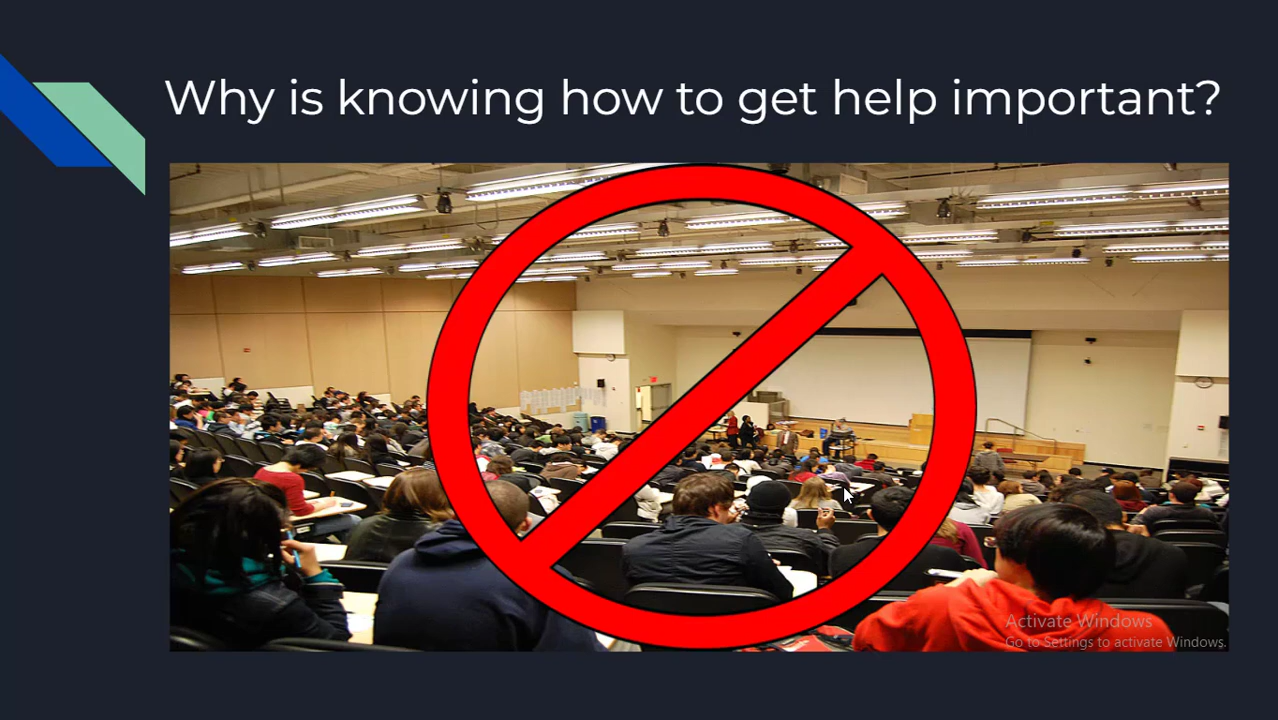 Why is knowing how to get help important?
Activate Windows
Go to Settings to activate Windows.